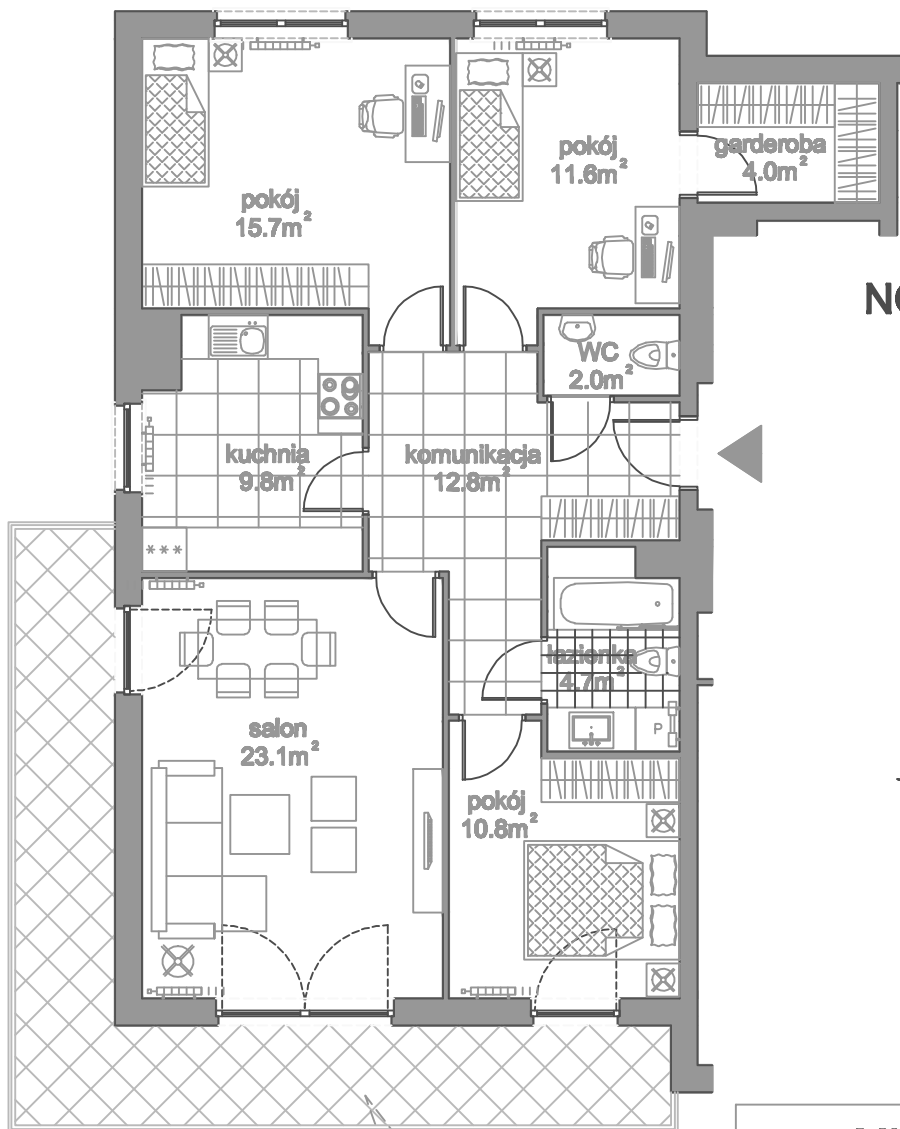 pokój
15.7m²
pokój
11.6m²
garderoba
4.0m²
WC
2.0m²
kuchnia
9.8m²
komunikacja
12.8m²
***
łazienka
4.7m²
P
salon
23.1m²
pokój
10.8m²